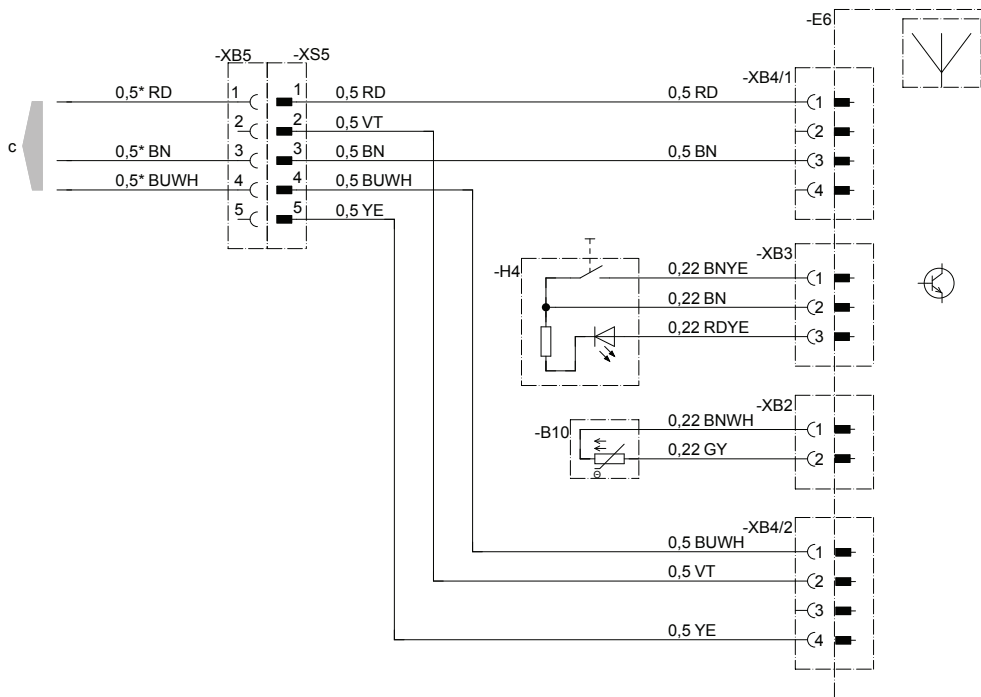 -E6
-XB5 -XS5
-XB4/1
0,5* RD 1 1 0,5 RD 0,5 RD 1
2 2 0,5 VT 2
c
0,5* BN 3 3 0,5 BN 0,5 BN 3
0,5* BUWH 4 4 0,5 BUWH 4
5 5 0,5 YE
-XB3
-H4
0,22 BNYE 1
0,22 BN 2
0,22 RDYE 3
-XB2
-B10
0,22 BNWH 1
0,22 GY 2
Θ
-XB4/2
0,5 BUWH 1
0,5 VT 2
3
0,5 YE 4